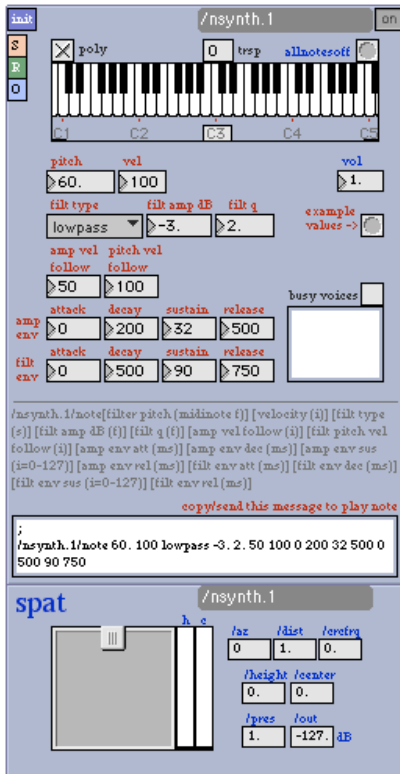 init /nsynth.1 on
S
R
O
poly 0 trsp allnotesoff
C1 C2 C3 C4 C5
pitch vel vol
60. 100 1.
filt type filt amp dB filt q example
lowpass -3. 2. values ->
amp vel pitch vel
follow follow
50 100
busy voices
attack decay sustain release
amp env 0 200 32 500
attack decay sustain release
filt env 0 500 90 750
/nsynth.1/note[filter pitch (midinote f)] [velocity (i)] [filt type
(s)] [filt amp dB (f)] [filt q (f)] [amp vel follow (i)] [filt pitch vel
follow (i)] [amp env att (ms)] [amp env dec (ms)] [amp env sus
(i=0-127)] [amp env rel (ms)] [filt env att (ms)] [filt env dec (ms)]
[filt env sus (i=0-127)] [filt env rel (ms)]
copy/send this message to play note
;
/nsynth.1/note 60. 100 lowpass -3. 2. 50 100 0 200 32 500 0
500 90 750
spat /nsynth.1
h c
/az /dist /crcfrq
0 1. 0.
/height /center
0. 0.
/pres /out
1. -127. dB